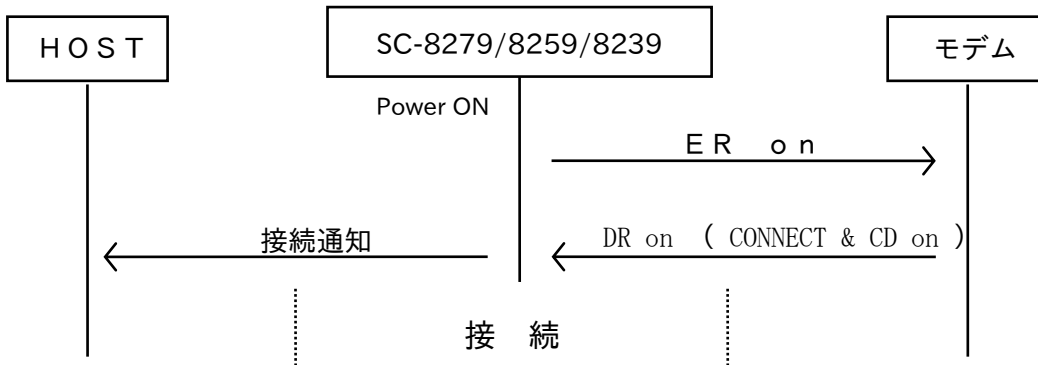 ＨＯＳＴ
SC-8279/8259/8239
モデム
Power ON
ＥＲ　ｏｎ
接続通知
DR on （ CONNECT & CD on ）
接　続